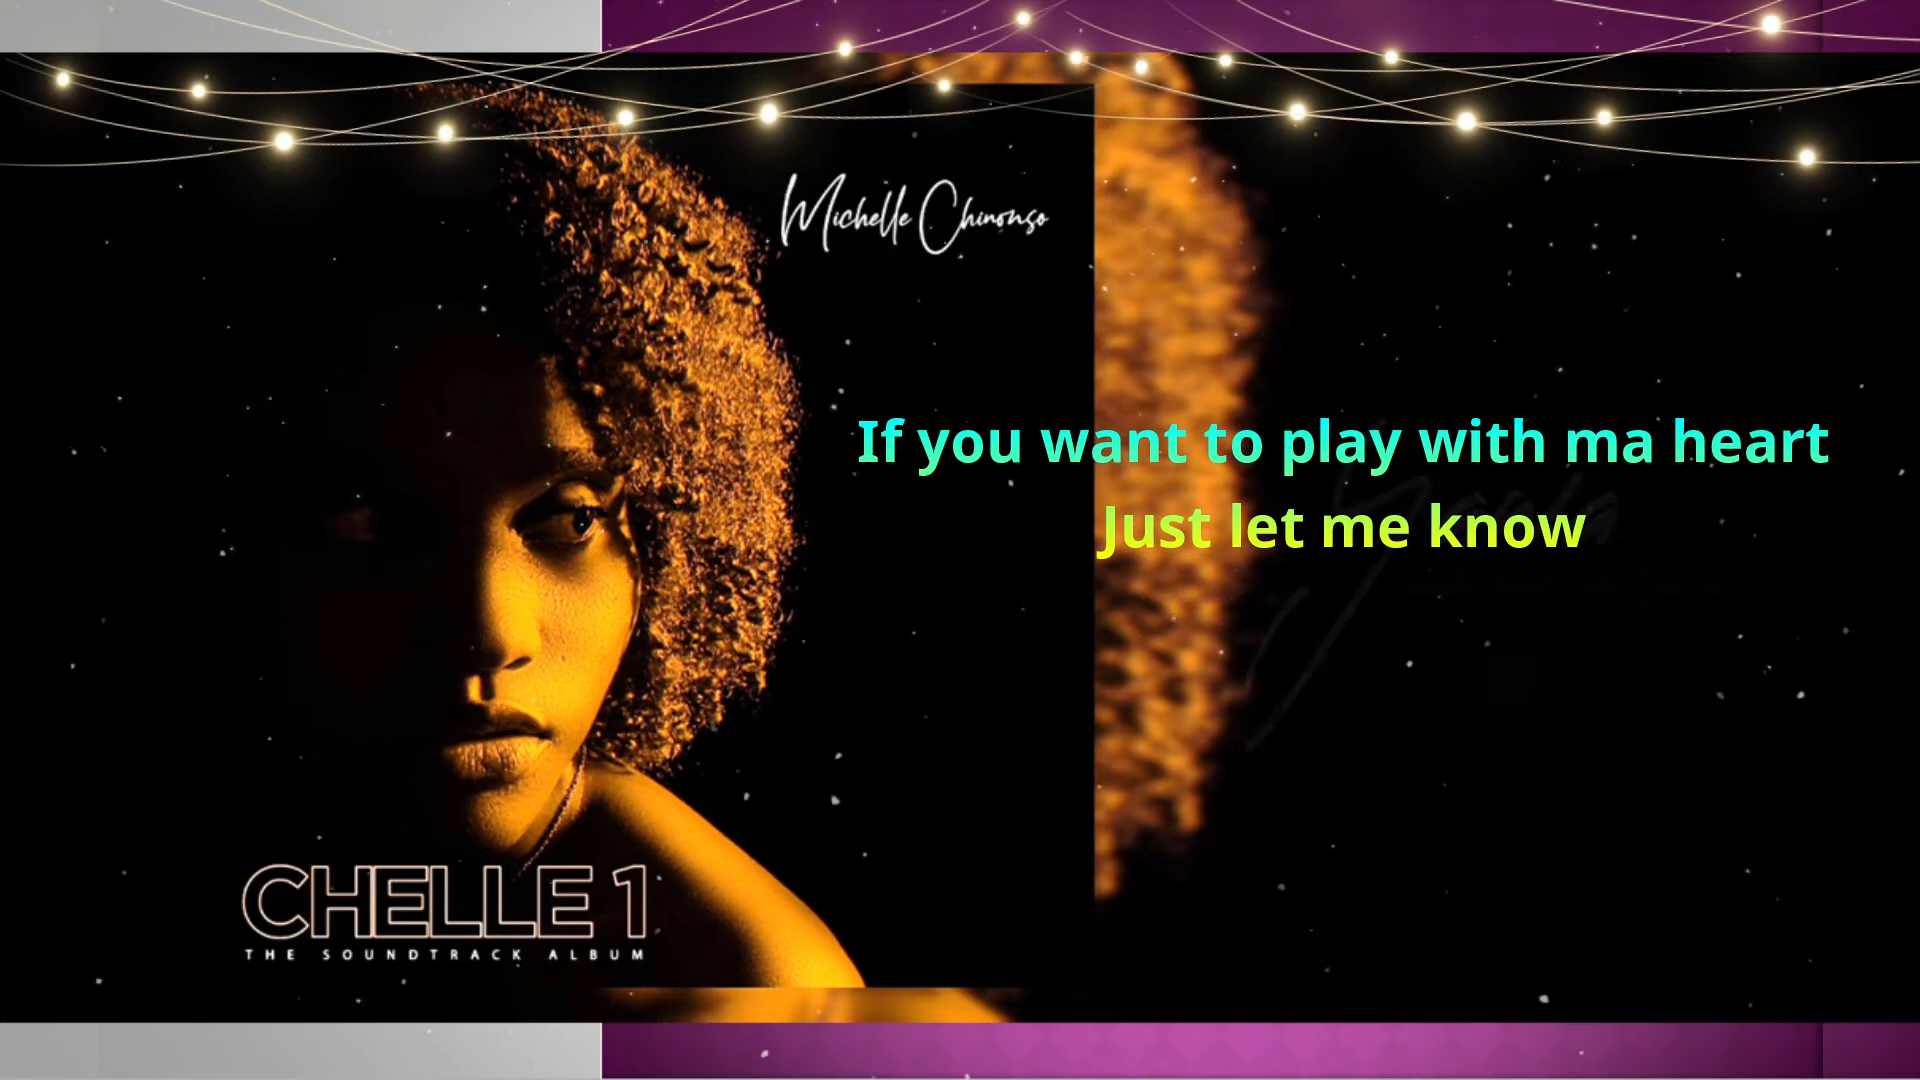 Michelle Chinonso
If you want to play with ma heart
Just let me know
CHELLE 1
THE SOUNDTRACK ALBUM